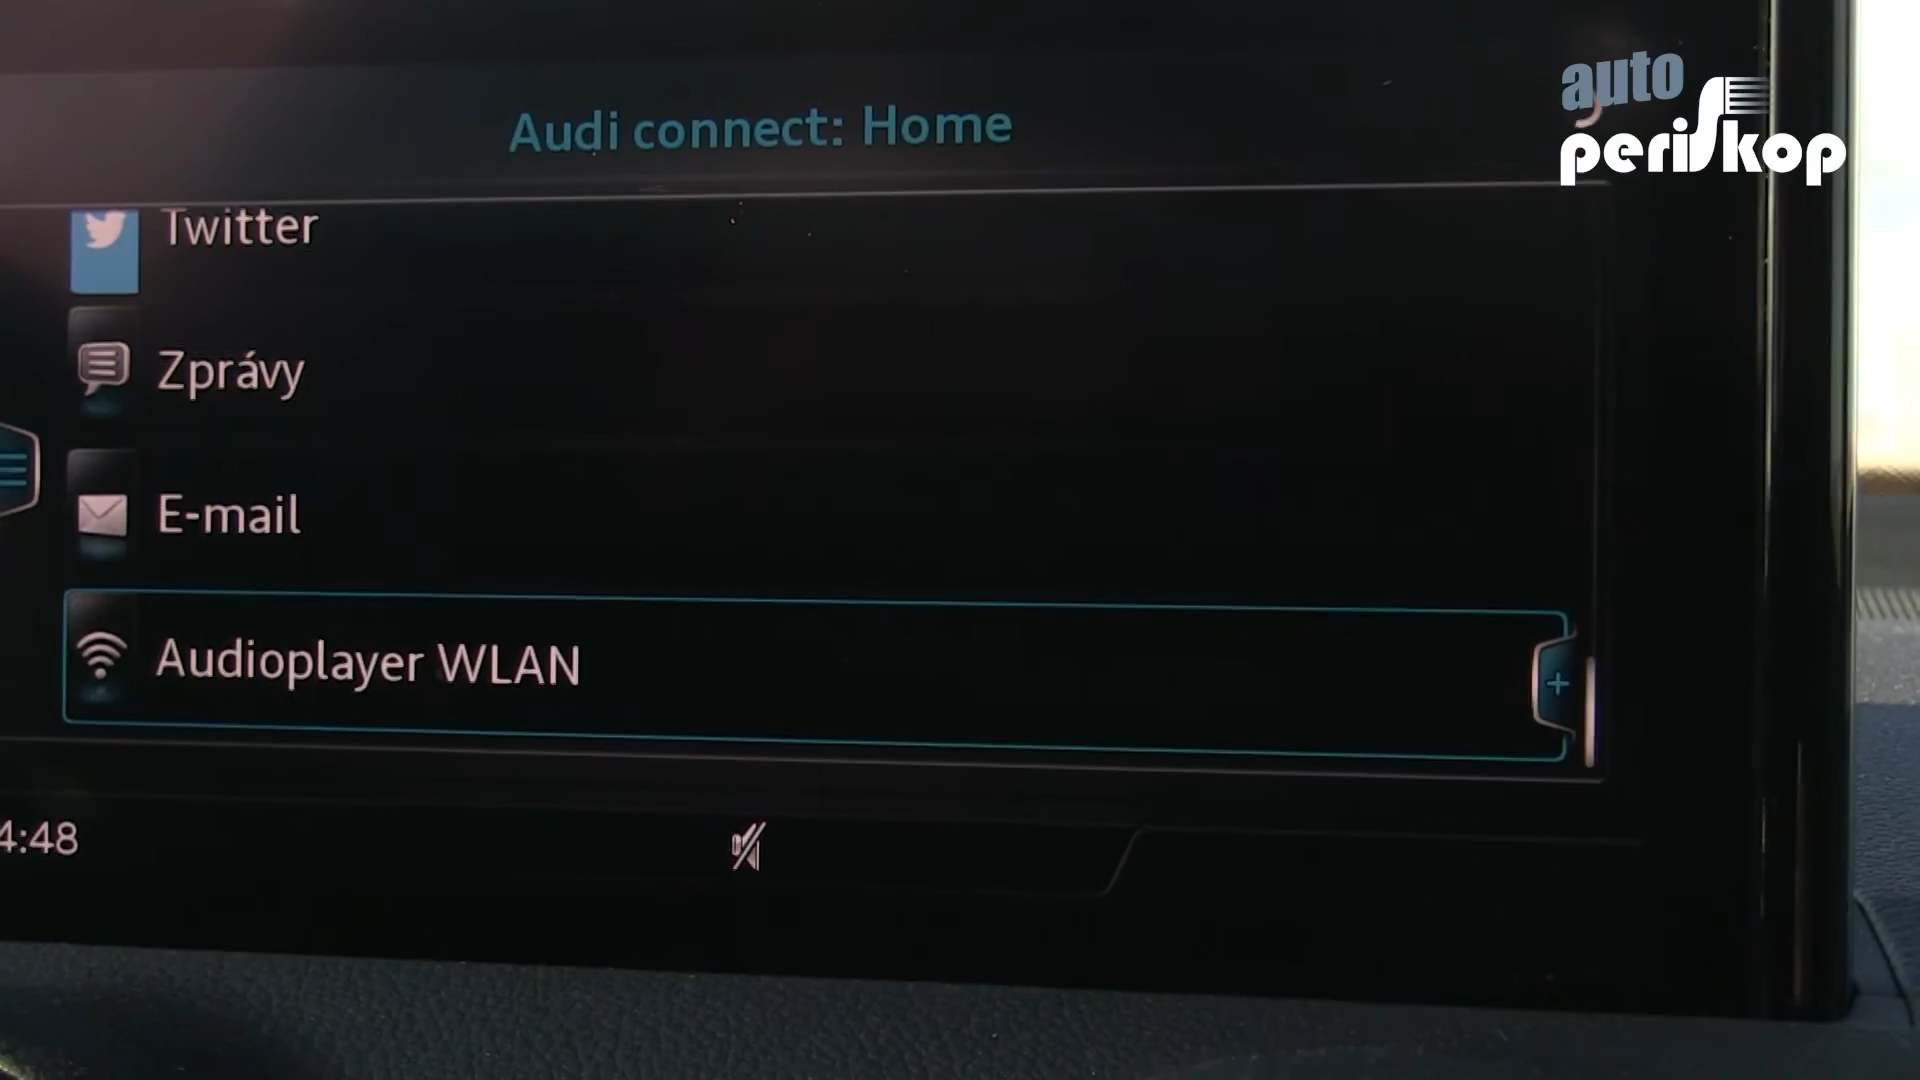 auto
periskop
Audi connect: Home
Twitter
Zprávy
E-mail
Audioplayer WLAN
4:48